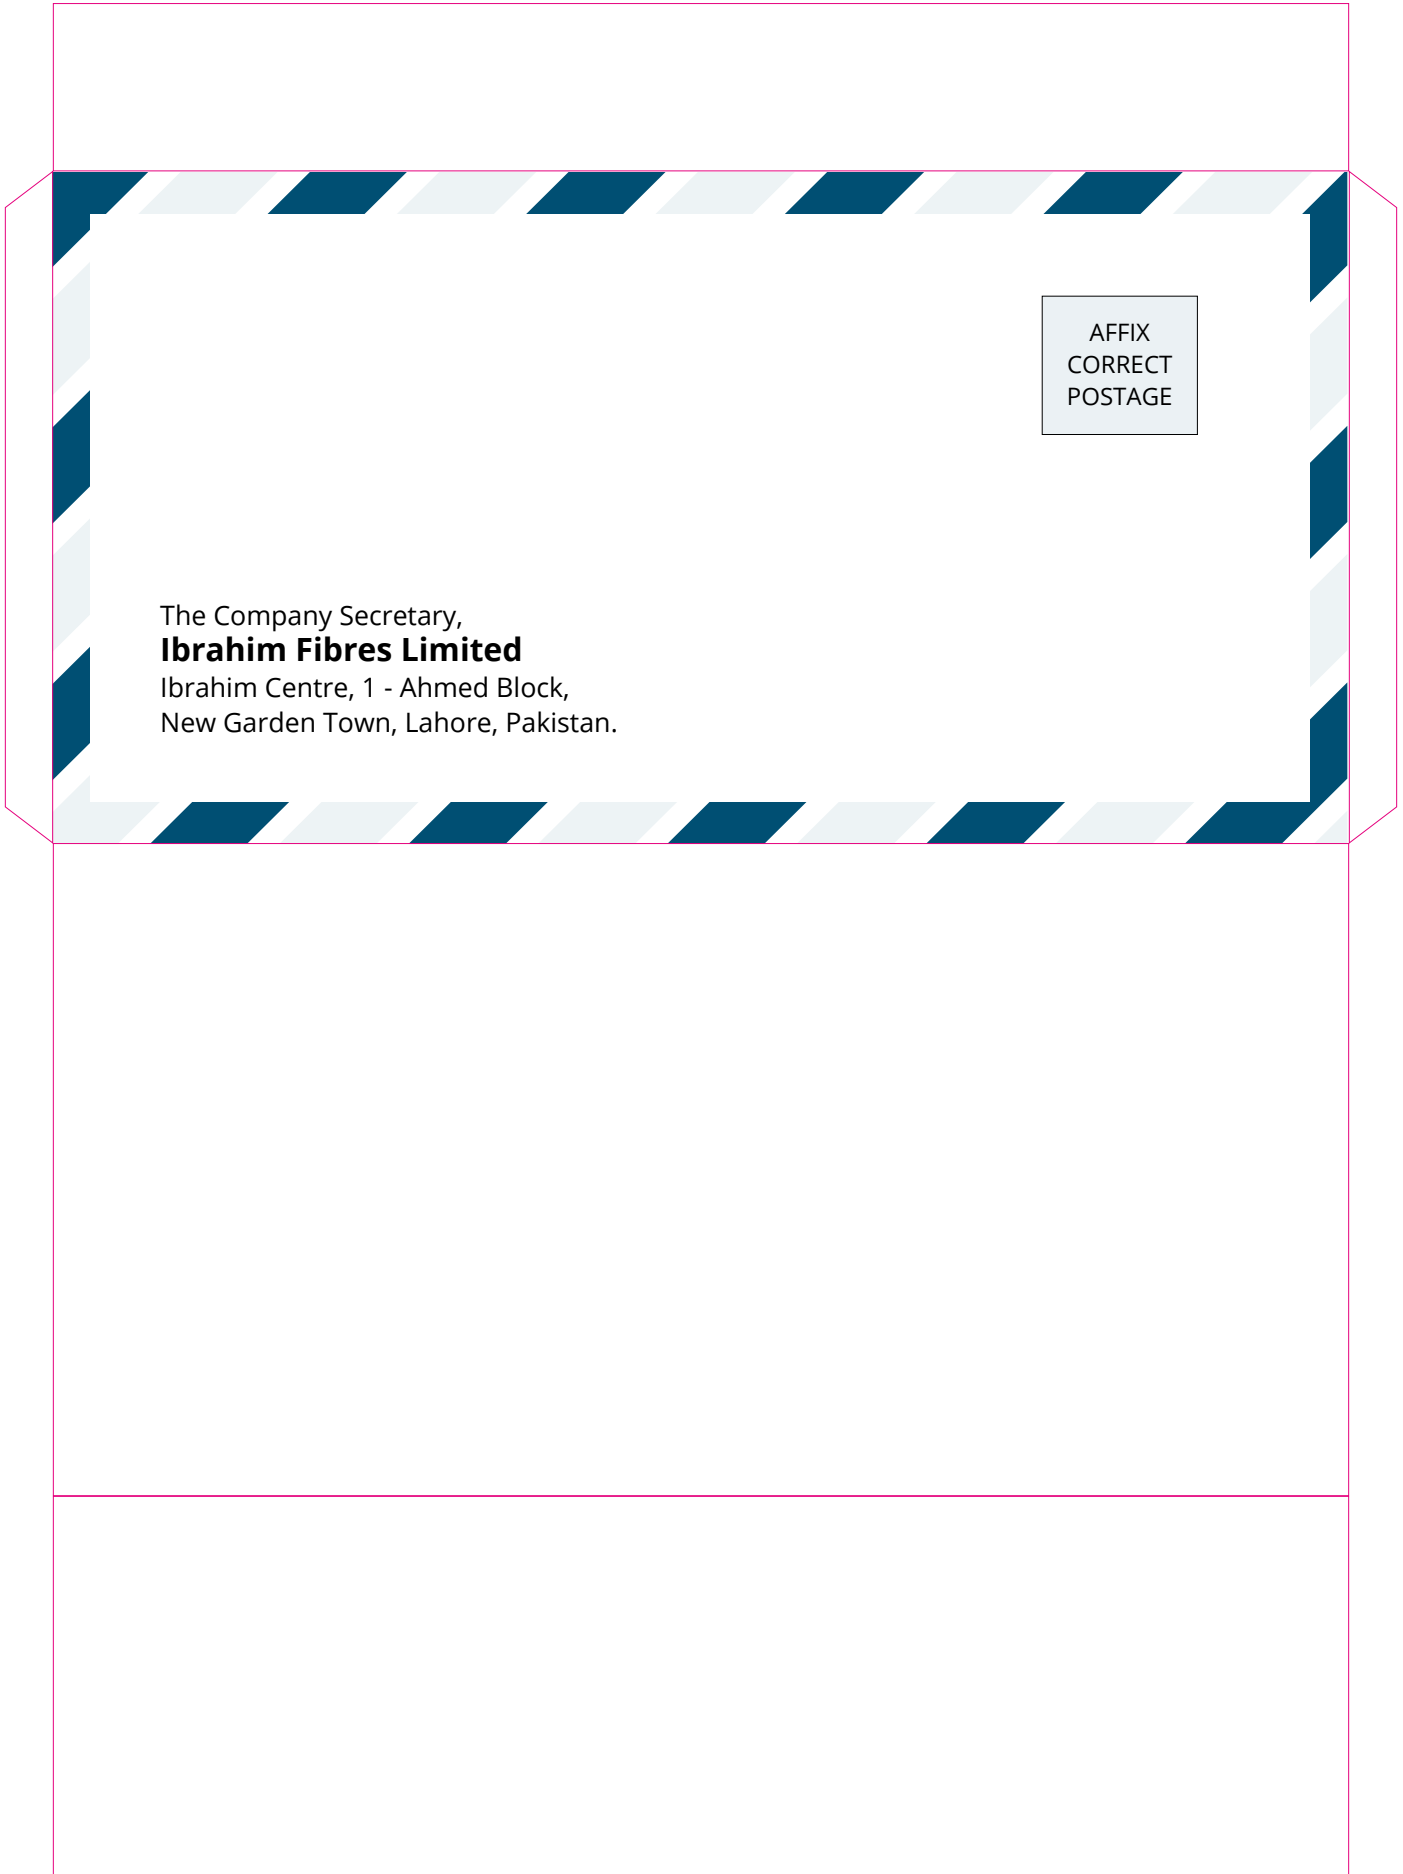 AFFIX
CORRECT
POSTAGE
The Company Secretary,
Ibrahim Fibres Limited
Ibrahim Centre, 1 - Ahmed Block,
New Garden Town, Lahore, Pakistan.